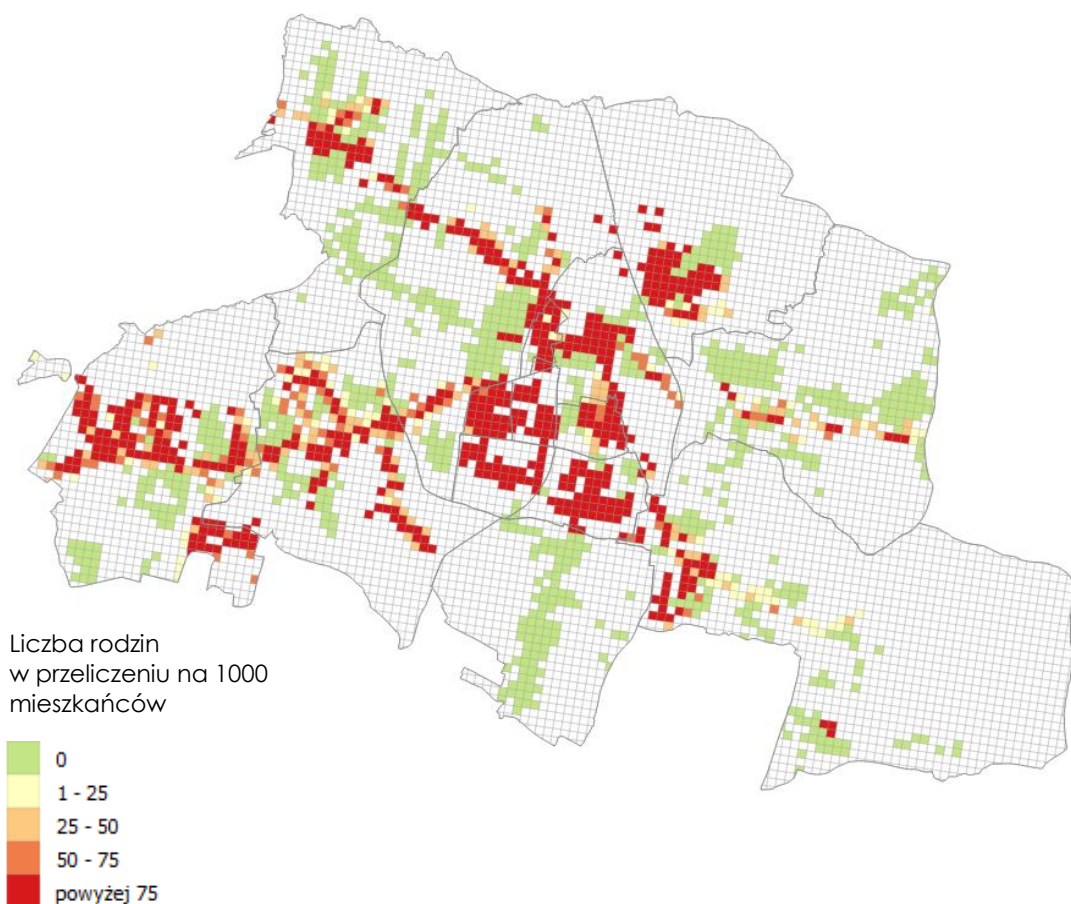 Liczba rodzin
w przeliczeniu na 1000
mieszkańców
0
1 - 25
25 - 50
50 - 75
powyżej 75